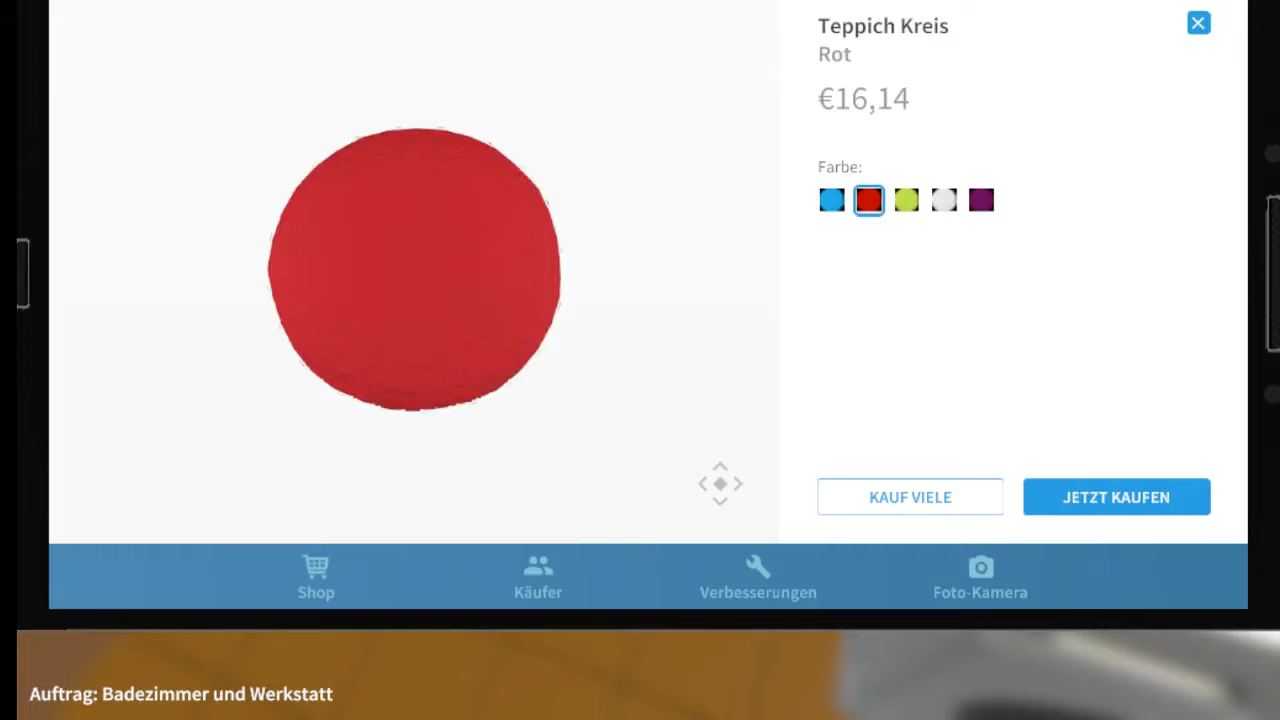 Teppich Kreis
Rot
€16,14
Farbe:
KAUF VIELE
JETZT KAUFEN
Shop
Käufer
Verbesserungen
Foto-Kamera
Auftrag: Badezimmer und Werkstatt